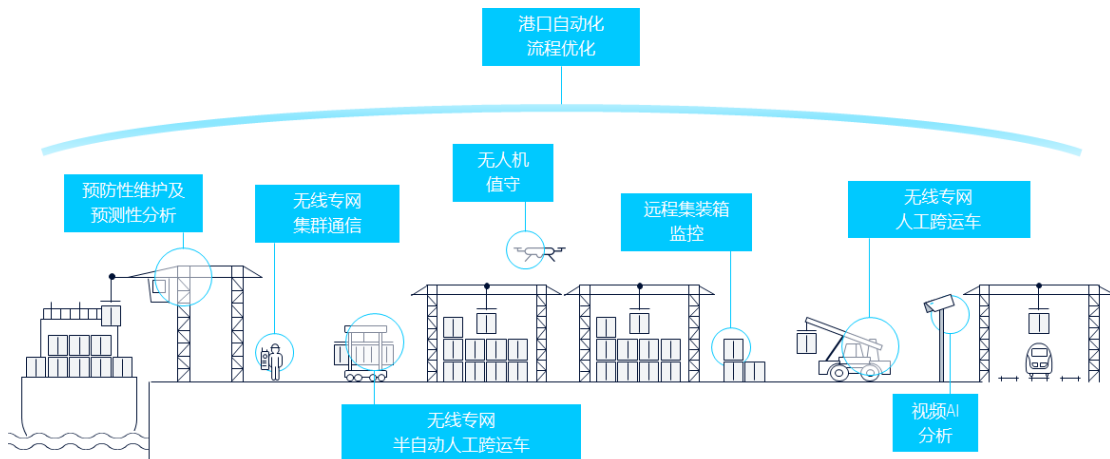 港口自动化
流程优化
预防性维护及
预测性分析
无线专网
集群通信
无人机
值守
远程集装箱
监控
无线专网
人工跨运车
无线专网
半自动人工跨运车
视频AI
分析